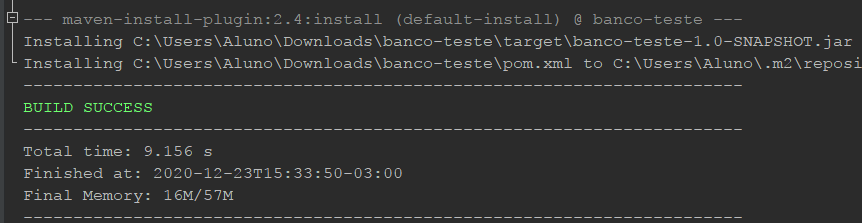 --- maven-install-plugin:2.4:install (default-install) @ banco-teste ---
Installing C:\Users\Aluno\Downloads\banco-teste\target\banco-teste-1.0-SNAPSHOT.jar
Installing C:\Users\Aluno\Downloads\banco-teste\pom.xml to C:\Users\Aluno\.m2\reposi
------------------------------------------------------------------------
BUILD SUCCESS
------------------------------------------------------------------------
Total time: 9.156 s
Finished at: 2020-12-23T15:33:50-03:00
Final Memory: 16M/57M
------------------------------------------------------------------------